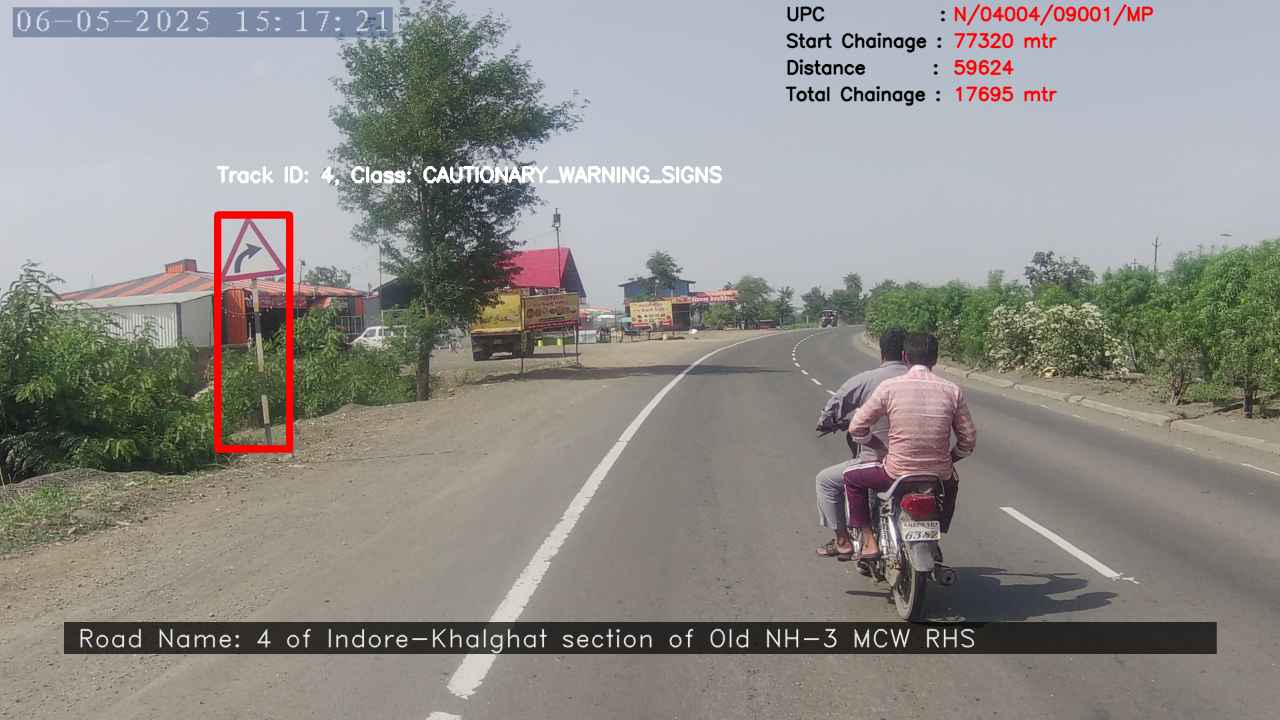 06-05-2025 15:17:21
UPC : N/04004/09001/MP
Start Chainage : 77320 mtr
Distance : 59624
Total Chainage : 17695 mtr
Track ID: 4, Class: CAUTIONARY_WARNING_SIGNS
6382
Road Name: 4 of Indore-Khalghat section of Old NH-3 MCW RHS